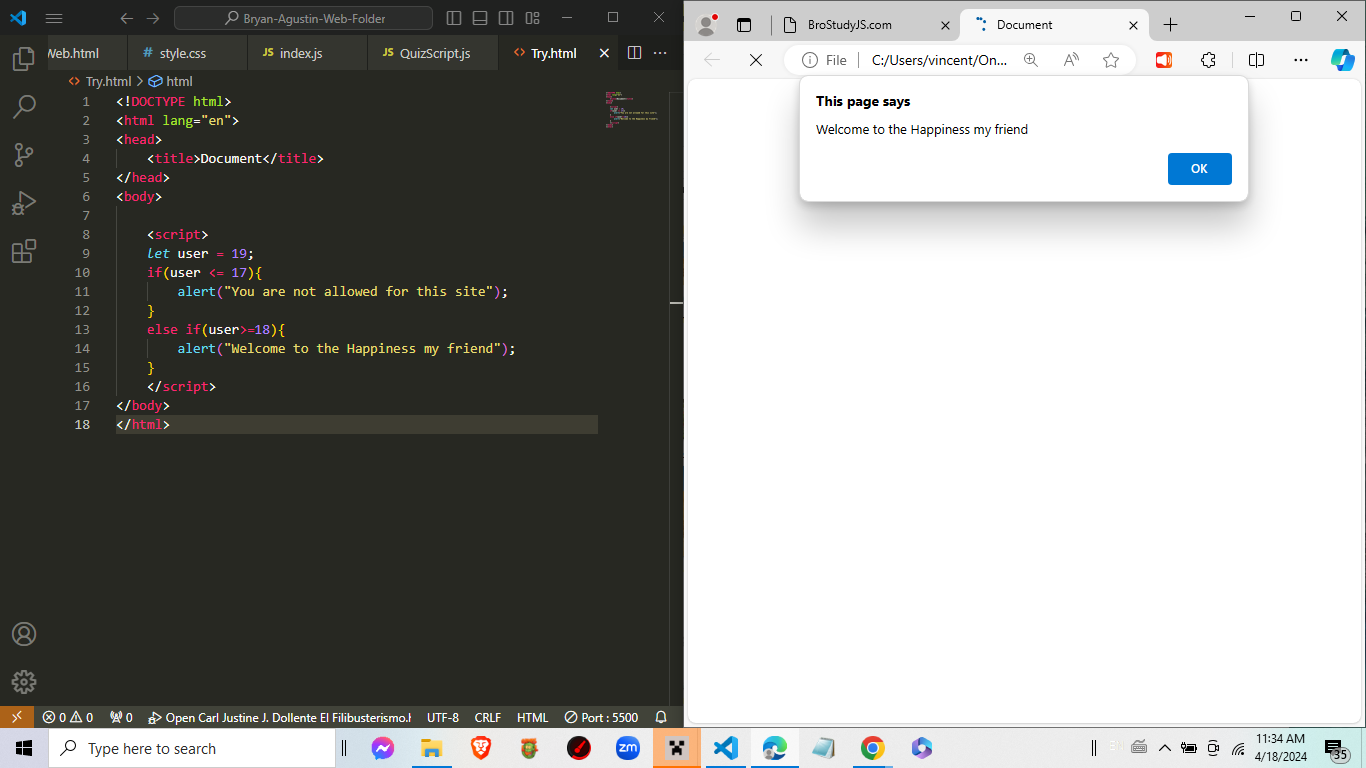 Bryan-Agustin-Web-Folder
Web.html
# style.css
JS index.js
JS QuizScript.js
<> Try.html
<> Try.html > html
1 <!DOCTYPE html>
2 <html lang="en">
3 <head>
4 <title>Document</title>
5 </head>
6 <body>
7
8 <script>
9 let user = 19;
10 if(user <= 17){
11 alert("You are not allowed for this site");
12 }
13 else if(user>=18){
14 alert("Welcome to the Happiness my friend");
15 }
16 </script>
17 </body>
18 </html>
0 0 0 Open Carl Justine J. Dollente El Filibusterismo.h UTF-8 CRLF HTML Port : 5500
BroStudyJS.com
Document
File C:/Users/vincent/On...
This page says
Welcome to the Happiness my friend
OK
Type here to search
zm
11:34 AM
4/18/2024
35